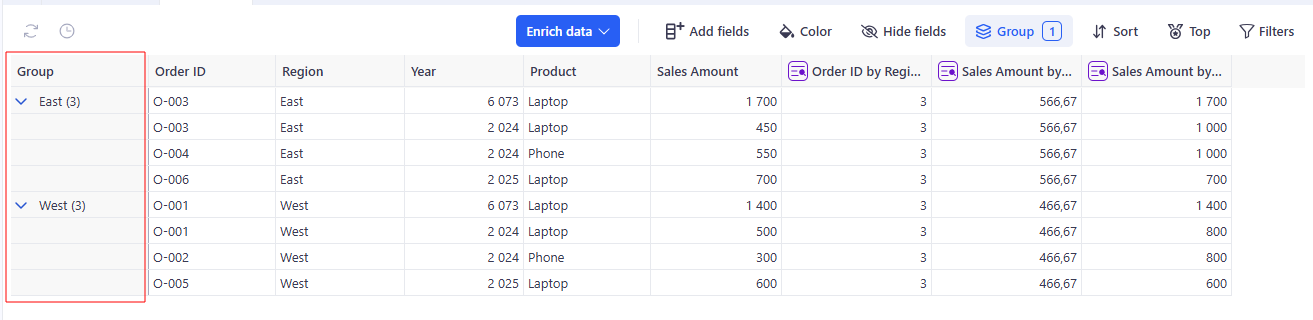 Enrich data Add fields Color Hide fields Group 1 Sort Top Filters
Group Order ID Region Year Product Sales Amount Order ID by Regi... Sales Amount by... Sales Amount by...
East (3) O-003 East 6 073 Laptop 1 700 3 566,67 1 700
O-003 East 2 024 Laptop 450 3 566,67 1 000
O-004 East 2 024 Phone 550 3 566,67 1 000
O-006 East 2 025 Laptop 700 3 566,67 700
West (3) O-001 West 6 073 Laptop 1 400 3 466,67 1 400
O-001 West 2 024 Laptop 500 3 466,67 800
O-002 West 2 024 Phone 300 3 466,67 800
O-005 West 2 025 Laptop 600 3 466,67 600